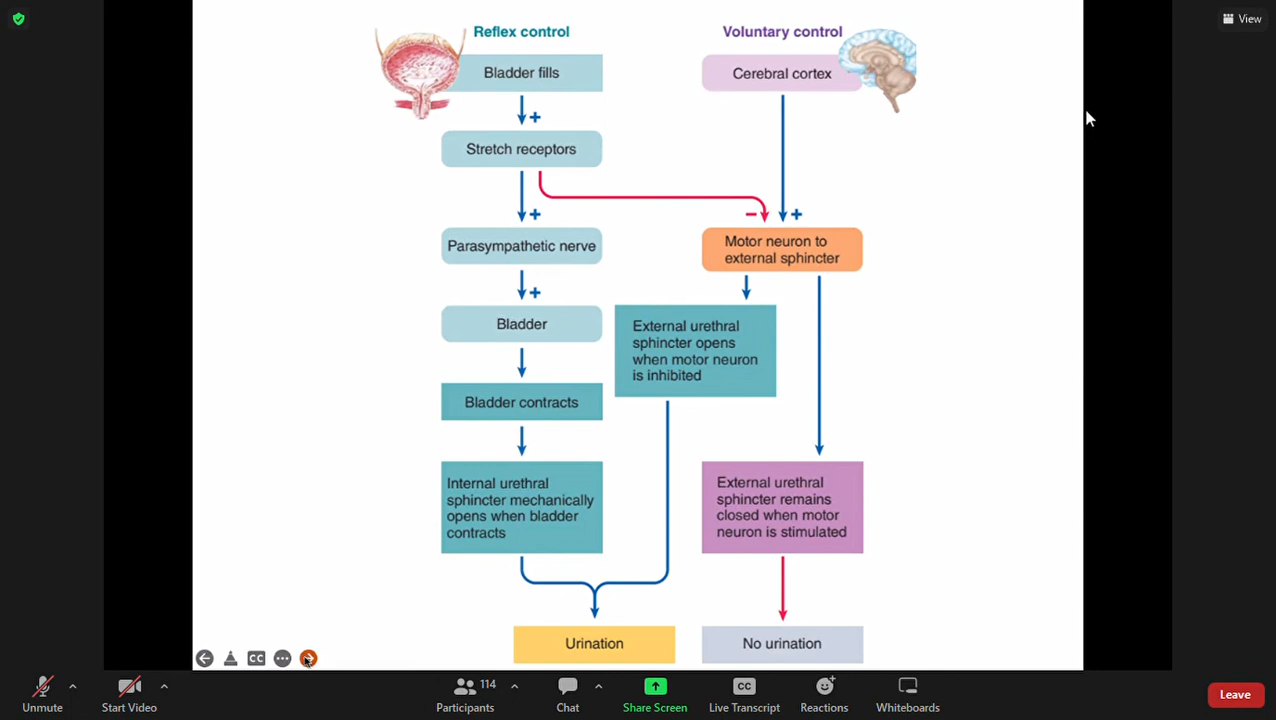 View
Reflex control
Voluntary control
Bladder fills
Cerebral cortex
+
Stretch receptors
+
− +
Parasympathetic nerve
Motor neuron to
external sphincter
+
Bladder
External urethral
sphincter opens
when motor neuron
is inhibited
Bladder contracts
Internal urethral
sphincter mechanically
opens when bladder
contracts
External urethral
sphincter remains
closed when motor
neuron is stimulated
Urination
No urination
CC
Unmute
Start Video
114
Participants
Chat
Share Screen
CC
Live Transcript
Reactions
Whiteboards
Leave